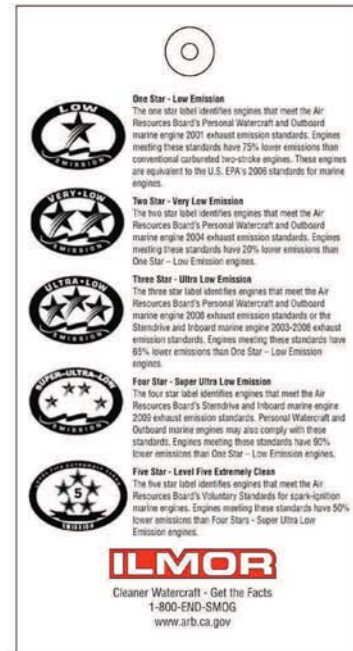 LOW
EMISSION
One Star - Low Emission
The one star label identifies engines that meet the Air
Resources Board's Personal Watercraft and Outboard
marine engine 2001 exhaust emission standards. Engines
meeting these standards have 75% lower emissions than
conventional carbureted two-stroke engines. These engines
are equivalent to the U.S. EPA's 2006 standards for marine
engines.
VERY•LOW
EMISSION
Two Star - Very Low Emission
The two star label identifies engines that meet the Air
Resources Board's Personal Watercraft and Outboard
marine engine 2004 exhaust emission standards. Engines
meeting these standards have 20% lower emissions than
One Star – Low Emission engines.
ULTRA•LOW
EMISSION
Three Star - Ultra Low Emission
The three star label identifies engines that meet the Air
Resources Board's Personal Watercraft and Outboard
marine engine 2008 exhaust emission standards or the
Sterndrive and Inboard marine engine 2003-2008 exhaust
emission standards. Engines meeting these standards have
65% lower emissions than One Star – Low Emission
engines.
SUPER•ULTRA•LOW
EMISSION
Four Star - Super Ultra Low Emission
The four star label identifies engines that meet the Air
Resources Board's Sterndrive and Inboard marine engine
2009 exhaust emission standards. Personal Watercraft and
Outboard marine engines may also comply with these
standards. Engines meeting these standards have 90%
lower emissions than One Star – Low Emission engines.
5
EMISSION
Five Star - Level Five Extremely Clean
The five star label identifies engines that meet the Air
Resources Board's Voluntary Standards for spark-ignition
marine engines. Engines meeting these standards have 50%
lower emissions than Four Stars - Super Ultra Low
Emission engines.
ILMOR
Cleaner Watercraft - Get the Facts
1-800-END-SMOG
www.arb.ca.gov